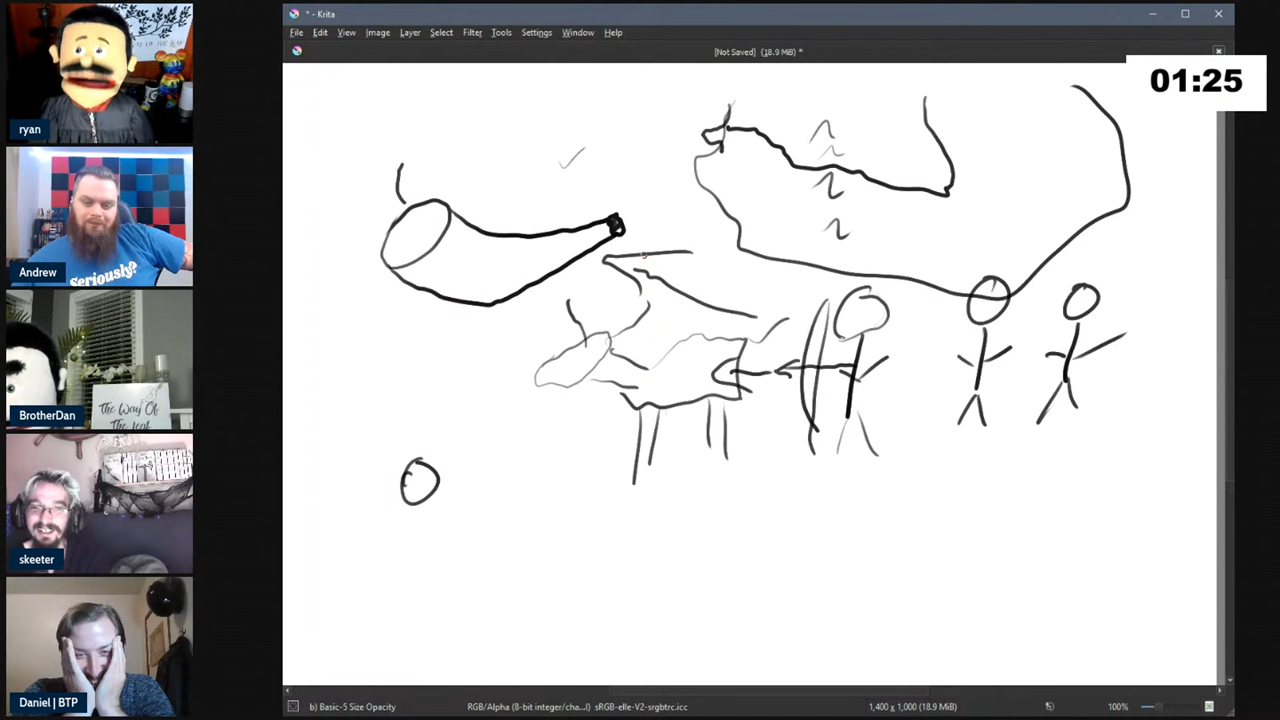 * - Krita
File Edit View Image Layer Select Filter Tools Settings Window Help
[Not Saved] (18.9 MiB) *
01:25
ryan
Seriously?
Andrew
The Way Of
The Leaf
BrotherDan
skeeter
Daniel | BTP
b) Basic-5 Size Opacity
RGB/Alpha (8-bit integer/cha...l) sRGB-elle-V2-srgbtrc.icc
1,400 x 1,000 (18.9 MiB)
100%